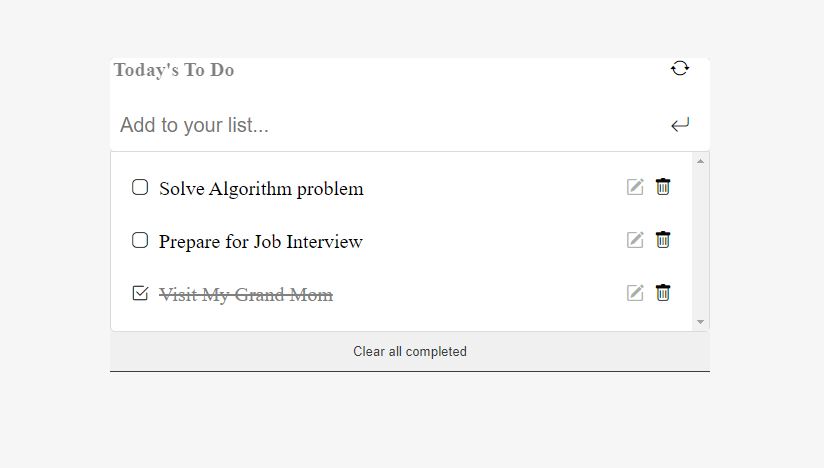 Today's To Do
Add to your list...
Solve Algorithm problem
Prepare for Job Interview
Visit My Grand Mom
Clear all completed